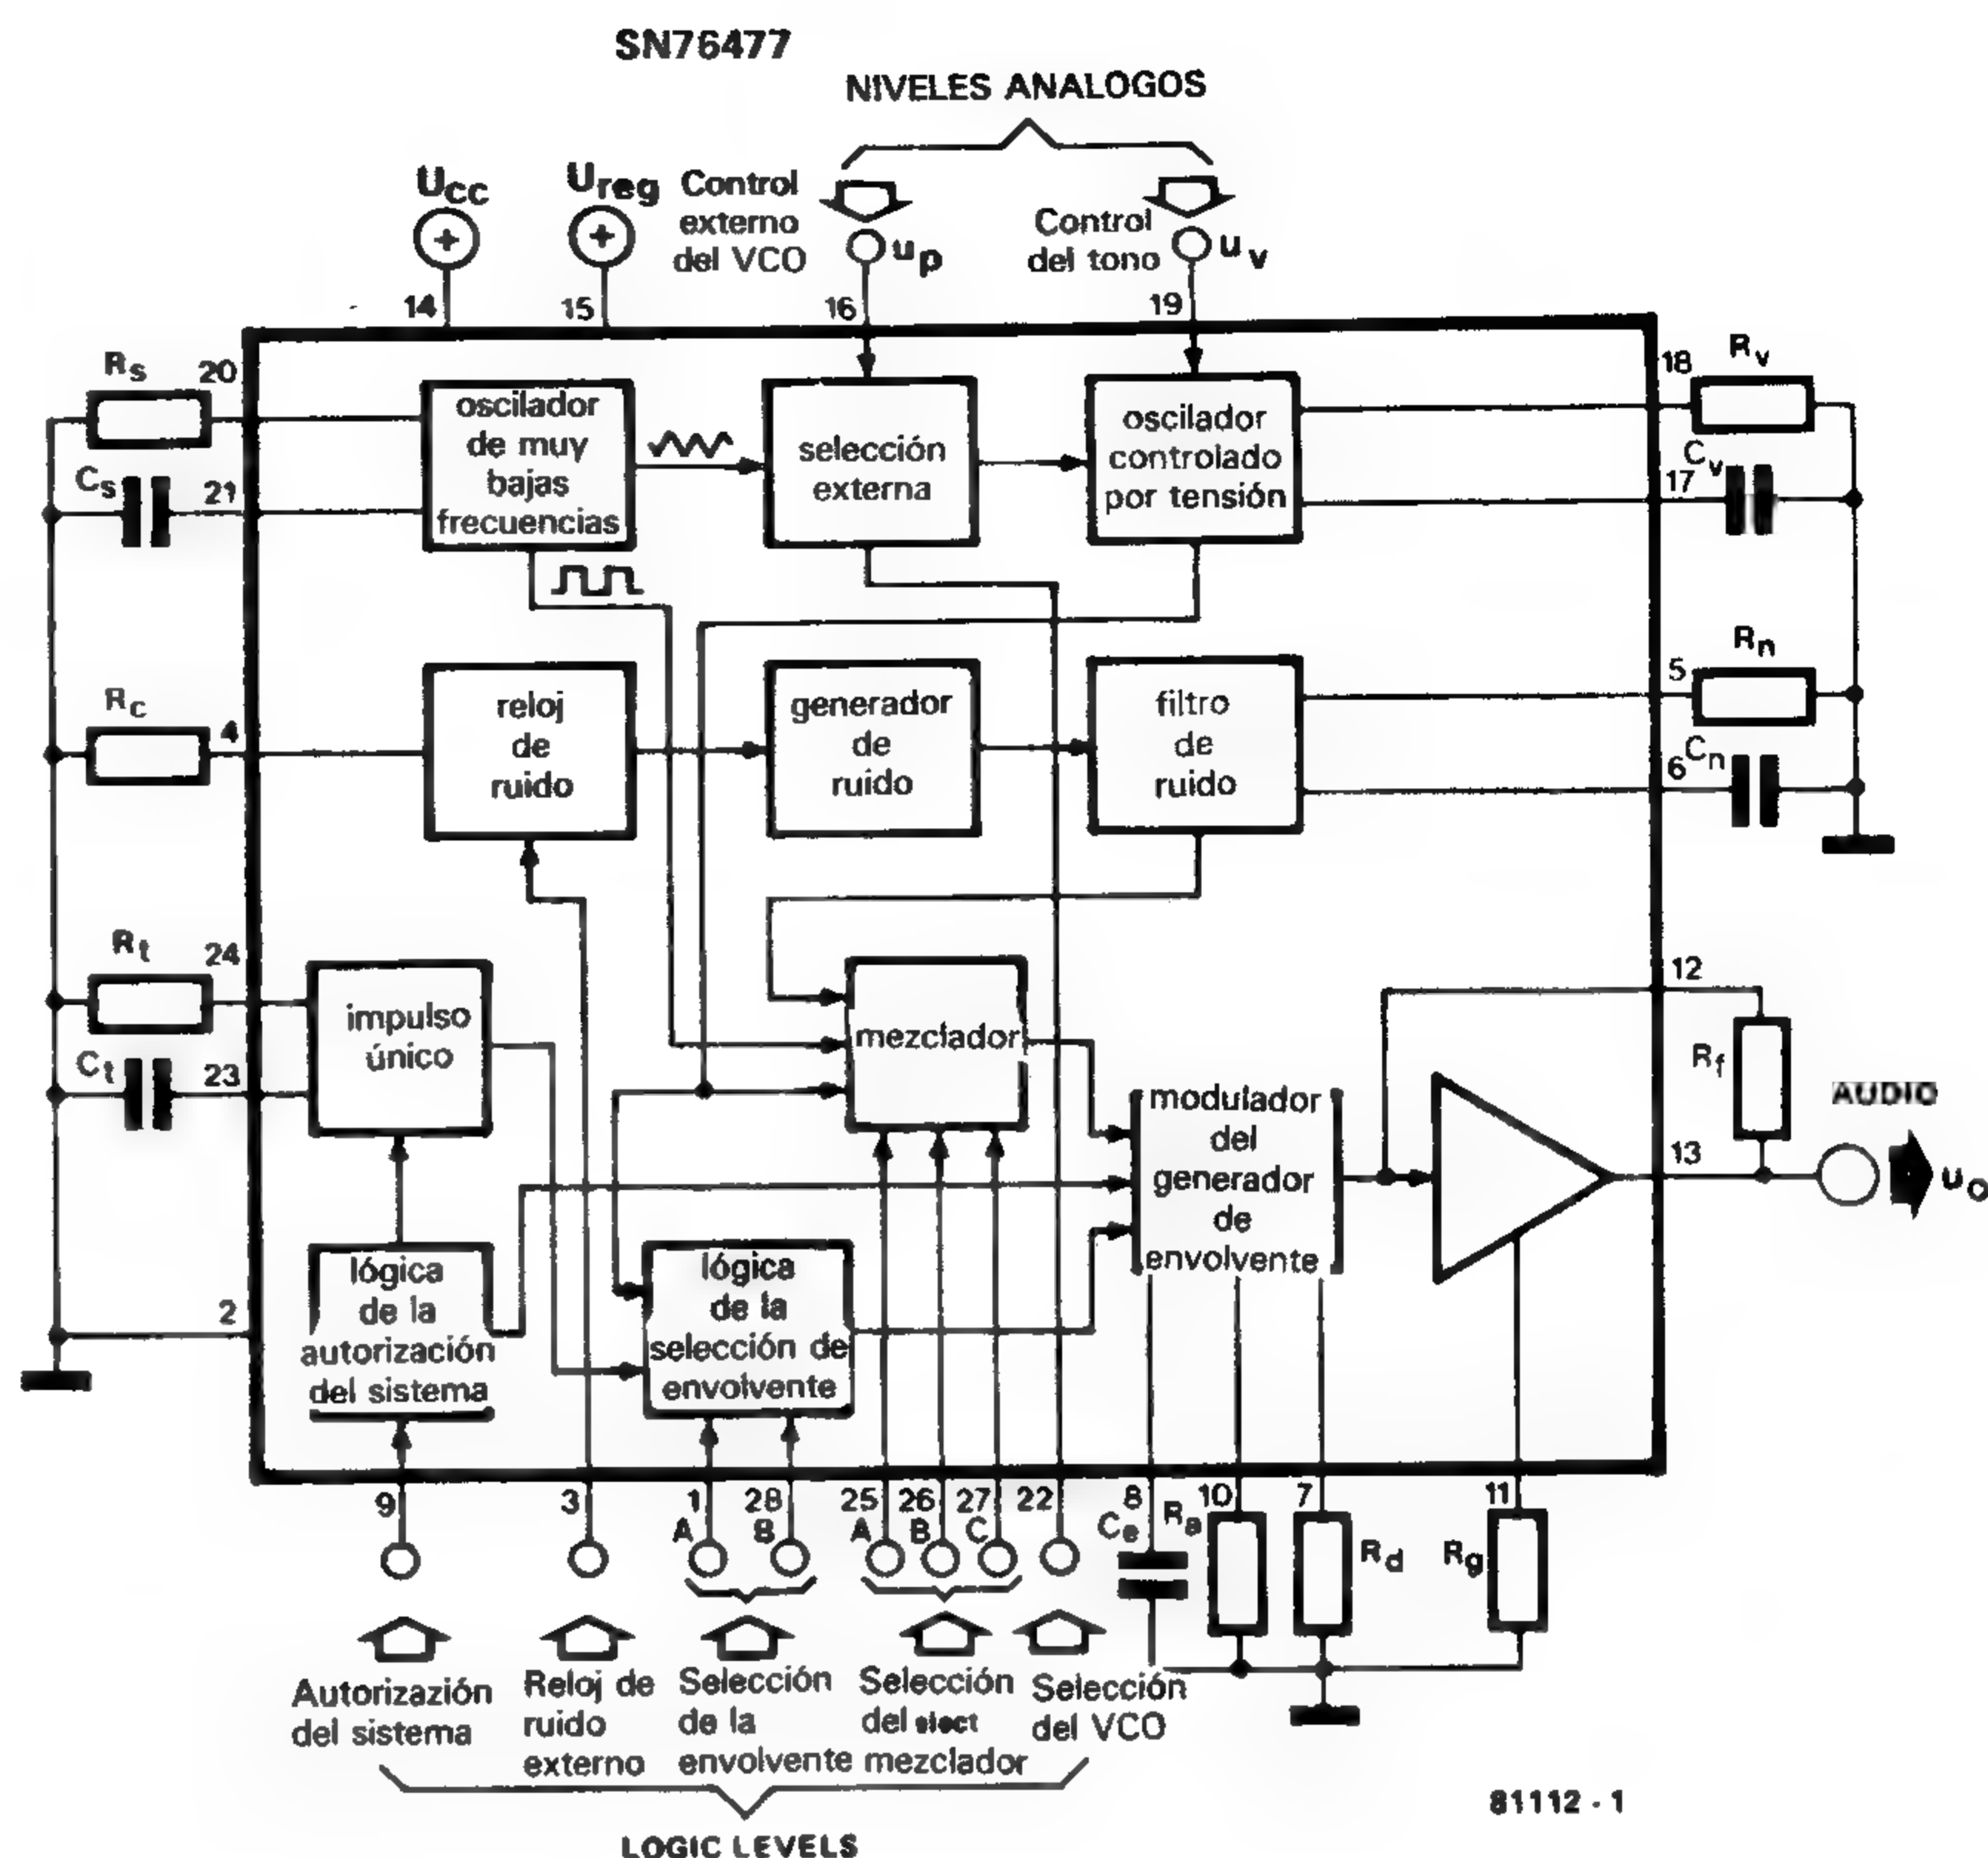 SN76477
NIVELES ANALOGOS
Ucc
Ureg
Control
externo
del VCO
up
Control
del tono
uv
14
15
16
19
Rs
20
Cs
21
oscilador
de muy
bajas
frecuencias
selección
externa
oscilador
controlado
por tensión
18
Rv
Cv
17
Rc
4
reloj
de
ruido
generador
de
ruido
filtro
de
ruido
5
Rn
6
Cn
Rt
24
Ct
23
impulso
único
mezclador
12
Rf
AUDIO
13
uo
modulador
del
generador
de
envolvente
2
lógica
de la
autorización
del sistema
lógica
de la
selección de
envolvente
9
3
1
28
25
26
27
22
8
10
7
11
A
B
A
B
C
Ce
Ra
Rd
Rg
Autorizazión
del sistema
Reloj de
ruido
externo
Selección
de la
envolvente
Selección
del elect
mezclador
Selección
del VCO
LOGIC LEVELS
81112 - 1